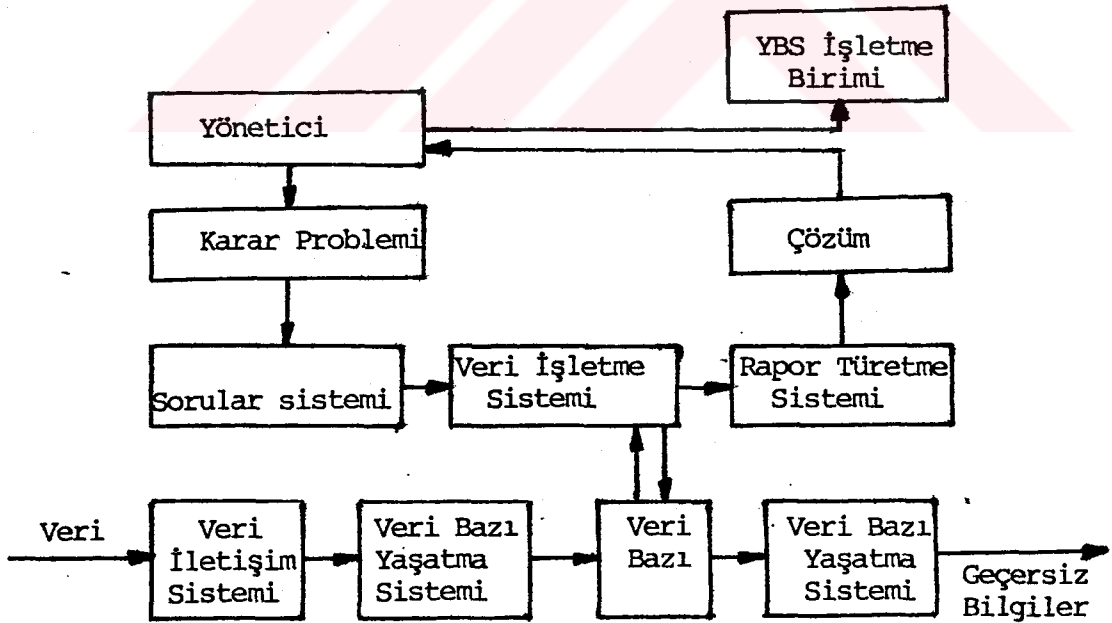 YBS İşletme
Birimi
Yönetici
Karar Problemi
Çözüm
Sorular sistemi
Veri İşletme
Sistemi
Rapor Türetme
Sistemi
Veri
Veri
İletişim
Sistemi
Veri Bazı
Yaşatma
Sistemi
Veri
Bazı
Veri Bazı
Yaşatma
Sistemi
Geçersiz
Bilgiler